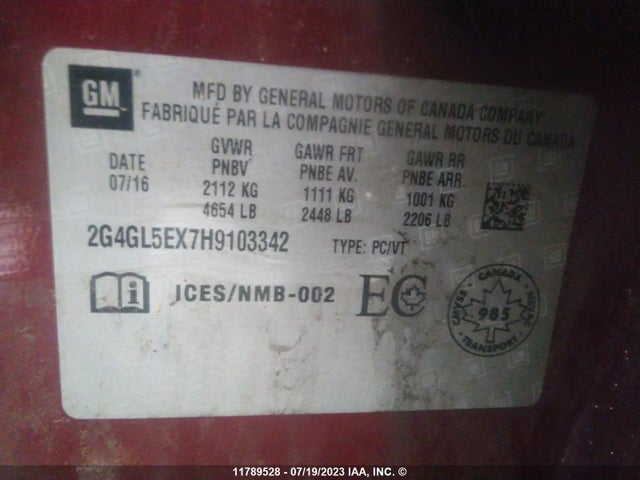 GM
MFD BY GENERAL MOTORS OF CANADA COMPANY
FABRIQUÉ PAR LA COMPAGNIE GENERAL MOTORS DU CANADA
DATE GVWR GAWR FRT GAWR RR
07/16 PNBV PNBE AV. PNBE ARR.
2112 KG 1111 KG 1001 KG
4654 LB 2448 LB 2206 LB
2G4GL5EX7H9103342 TYPE: PC/VT
i ICES/NMB-002 EC
CANADA
CMVSS 985 NSVAC
TRANSPORT
11789528 - 07/19/2023 IAA, INC. ©